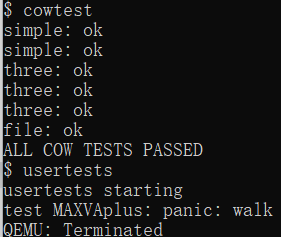 $ cowtest
simple: ok
simple: ok
three: ok
three: ok
three: ok
file: ok
ALL COW TESTS PASSED
$ usertests
usertests starting
test MAXVAplus: panic: walk
QEMU: Terminated